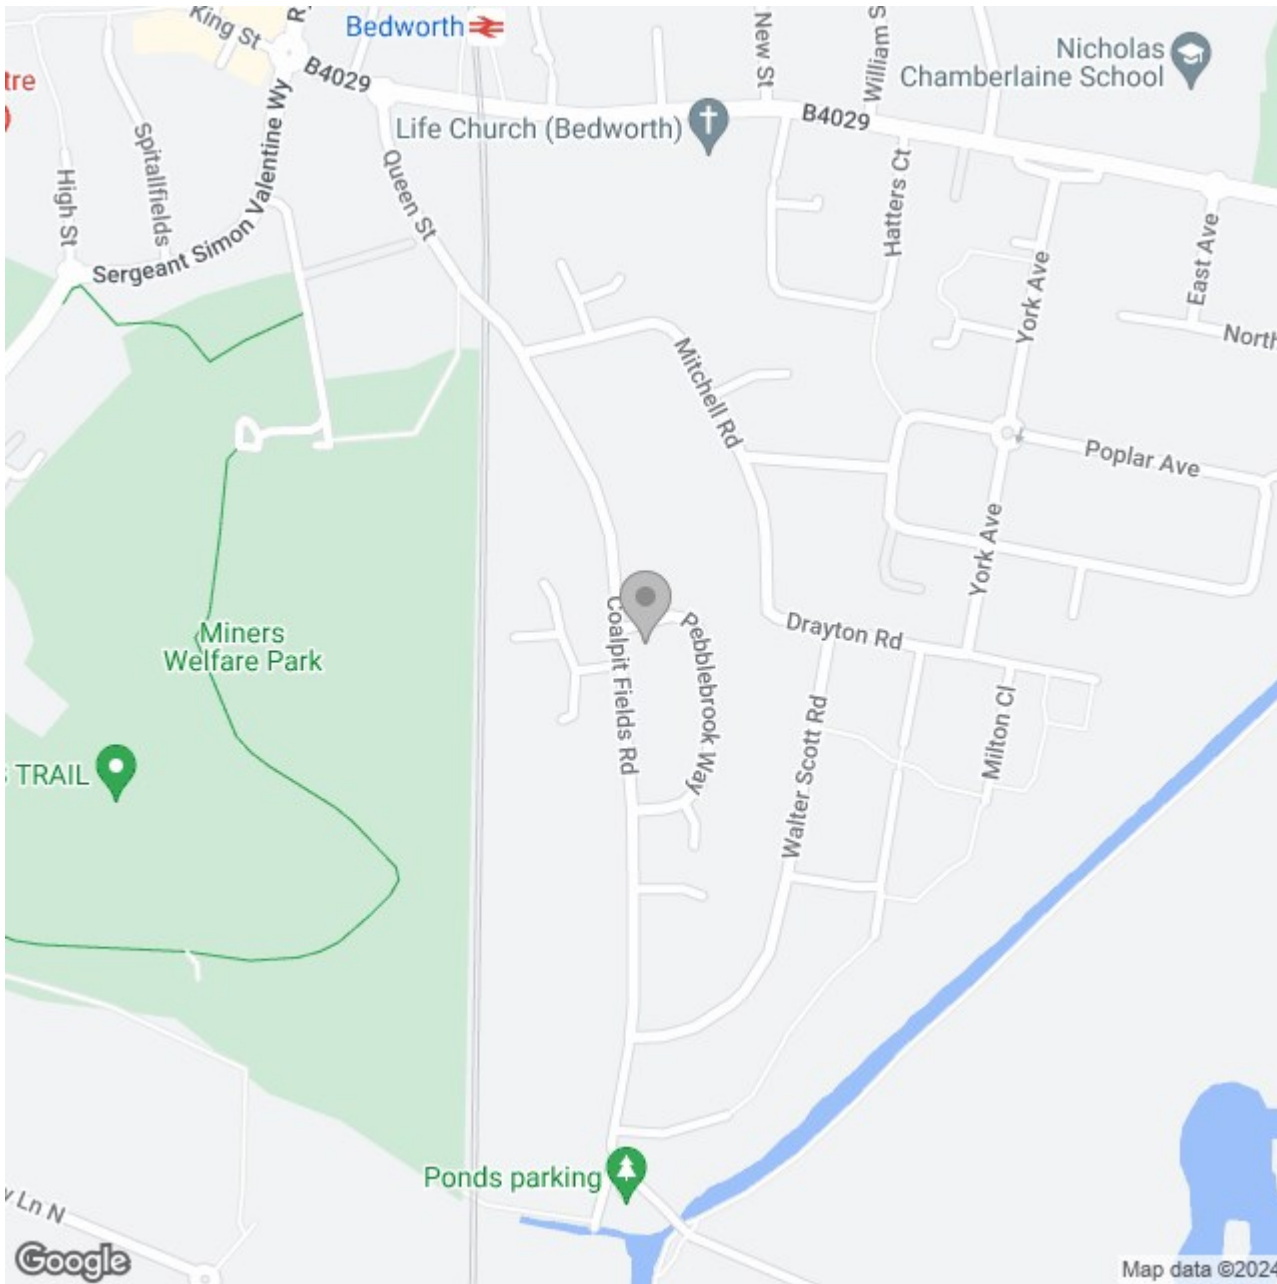 King St
R
Bedworth
New St
William S
Nicholas
Chamberlaine School
B4029
tre
Life Church (Bedworth)
B4029
Spitallfields
High St
Sergeant Simon Valentine Wy
Queen St
Hatters Ct
York Ave
East Ave
North
Mitchell Rd
Poplar Ave
York Ave
Miners
Welfare Park
Coalpit Fields Rd
Pebblebrook Way
Drayton Rd
Walter Scott Rd
Milton Cl
S TRAIL
Ponds parking
Ln N
Google
Map data ©2024